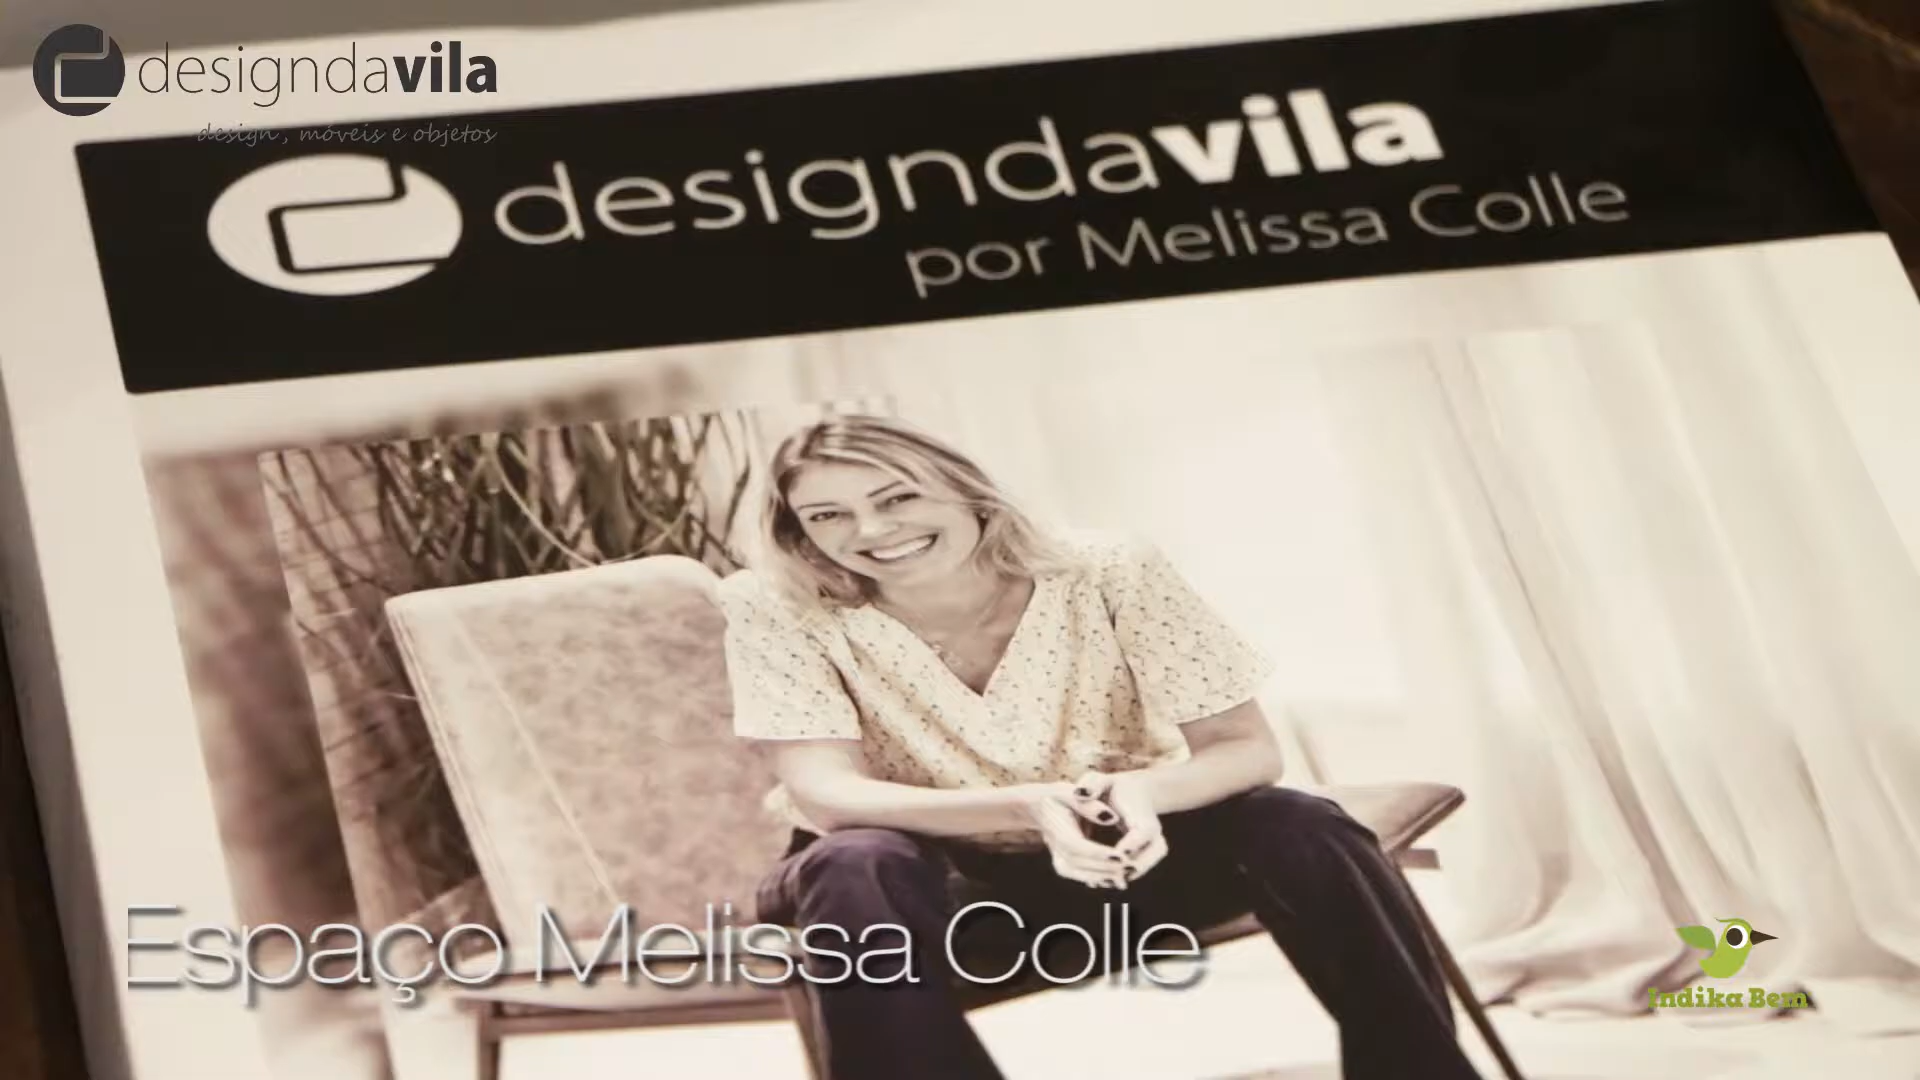 designdavila
design, móveis e objetos
designdavila
por Melissa Colle
Espaço Melissa Colle
Indika Bem